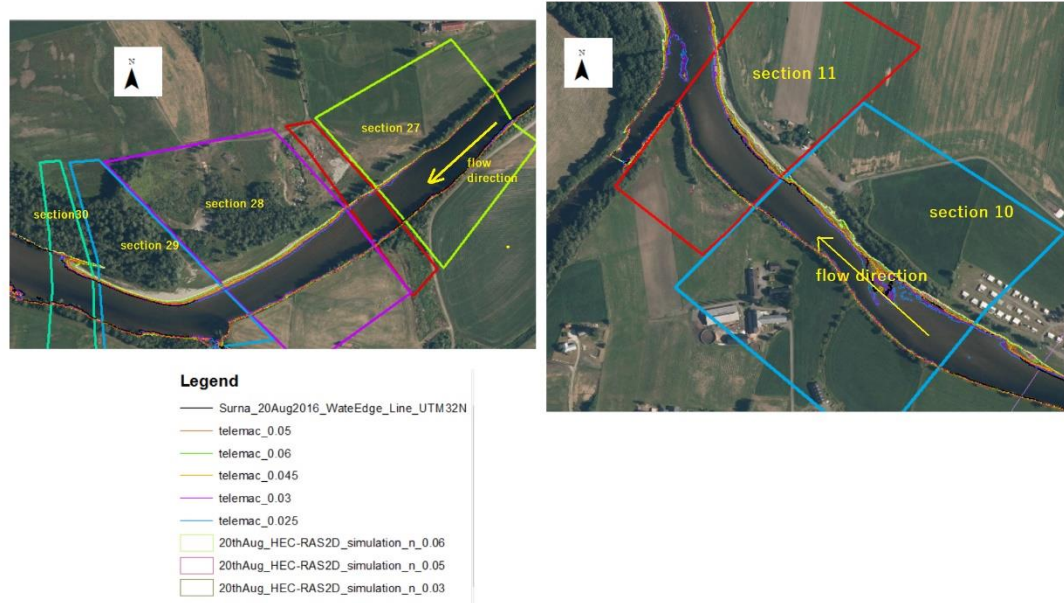 N
section 27
flow
direction
section 28
section30
section 29
N
section 11
section 10
flow direction
Legend
Surna_20Aug2016_WateEdge_Line_UTM32N
telemac_0.05
telemac_0.06
telemac_0.045
telemac_0.03
telemac_0.025
20thAug_HEC-RAS2D_simulation_n_0.06
20thAug_HEC-RAS2D_simulation_n_0.05
20thAug_HEC-RAS2D_simulation_n_0.03